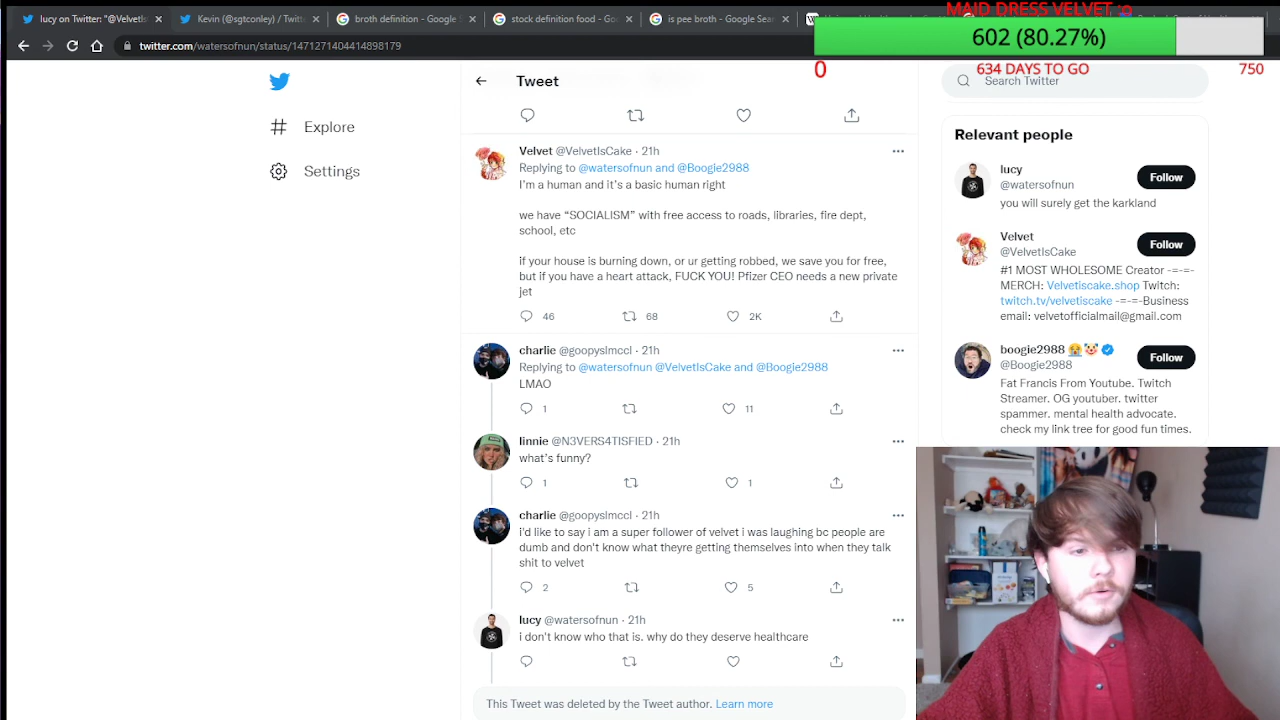 MAID DRESS VELVET :9
lucy on Twitter: "@VelvetIs
Kevin (@sgtconley) / Twitt
broth definition - Google S
stock definition food - Goo
is pee broth - Google Sear
602 (80.27%)
twitter.com/watersofnun/status/1471271404414898179
0
634 DAYS TO GO
750
Tweet
Search Twitter
Explore
Settings
Velvet @VelvetIsCake · 21h
Replying to @watersofnun and @Boogie2988
I'm a human and it's a basic human right
we have “SOCIALISM” with free access to roads, libraries, fire dept,
school, etc
if your house is burning down, or ur getting robbed, we save you for free,
but if you have a heart attack, FUCK YOU! Pfizer CEO needs a new private
jet
46 68 2K
charlie @goopyslmccl · 21h
Replying to @watersofnun @VelvetIsCake and @Boogie2988
LMAO
1 11
linnie @N3VERS4TISFIED · 21h
what's funny?
1 1
charlie @goopyslmccl · 21h
i'd like to say i am a super follower of velvet i was laughing bc people are
dumb and don't know what theyre getting themselves into when they talk
shit to velvet
2 5
lucy @watersofnun · 21h
i don't know who that is. why do they deserve healthcare
This Tweet was deleted by the Tweet author. Learn more
Relevant people
lucy
@watersofnun
Follow
you will surely get the karkland
Velvet
@VelvetIsCake
Follow
#1 MOST WHOLESOME Creator -=-=-
MERCH: Velvetiscake.shop Twitch:
twitch.tv/velvetiscake -=-=-Business
email: velvetofficialmail@gmail.com
boogie2988
@Boogie2988
Follow
Fat Francis From Youtube. Twitch
Streamer. OG youtuber. twitter
spammer. mental health advocate.
check my link tree for good fun times.